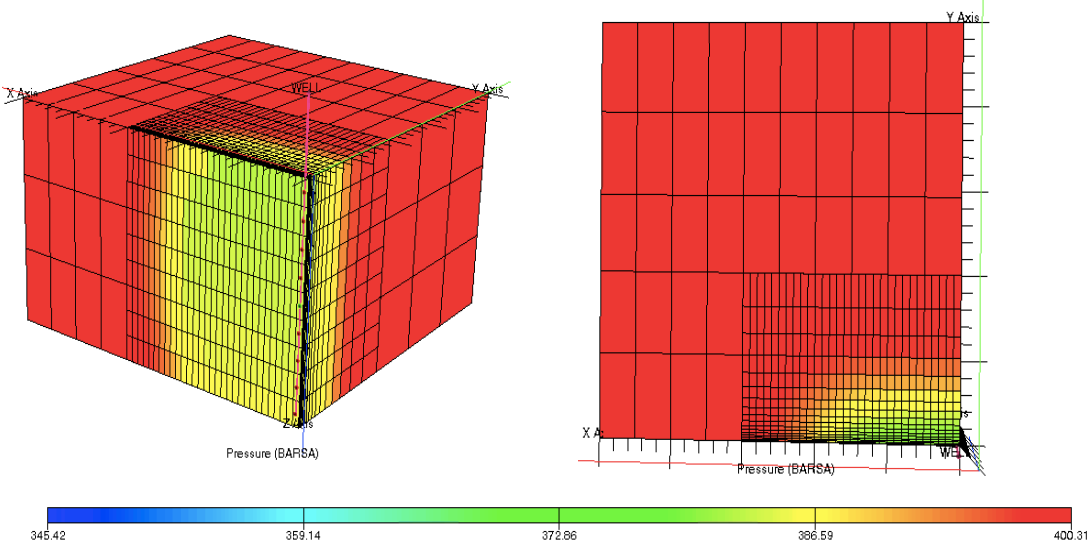 WELL
X Axis
Y Axis
Z Axis
Pressure (BARSA)
Y Axis
X A
is
WEL
Pressure (BARSA)
345.42 359.14 372.86 386.59 400.31